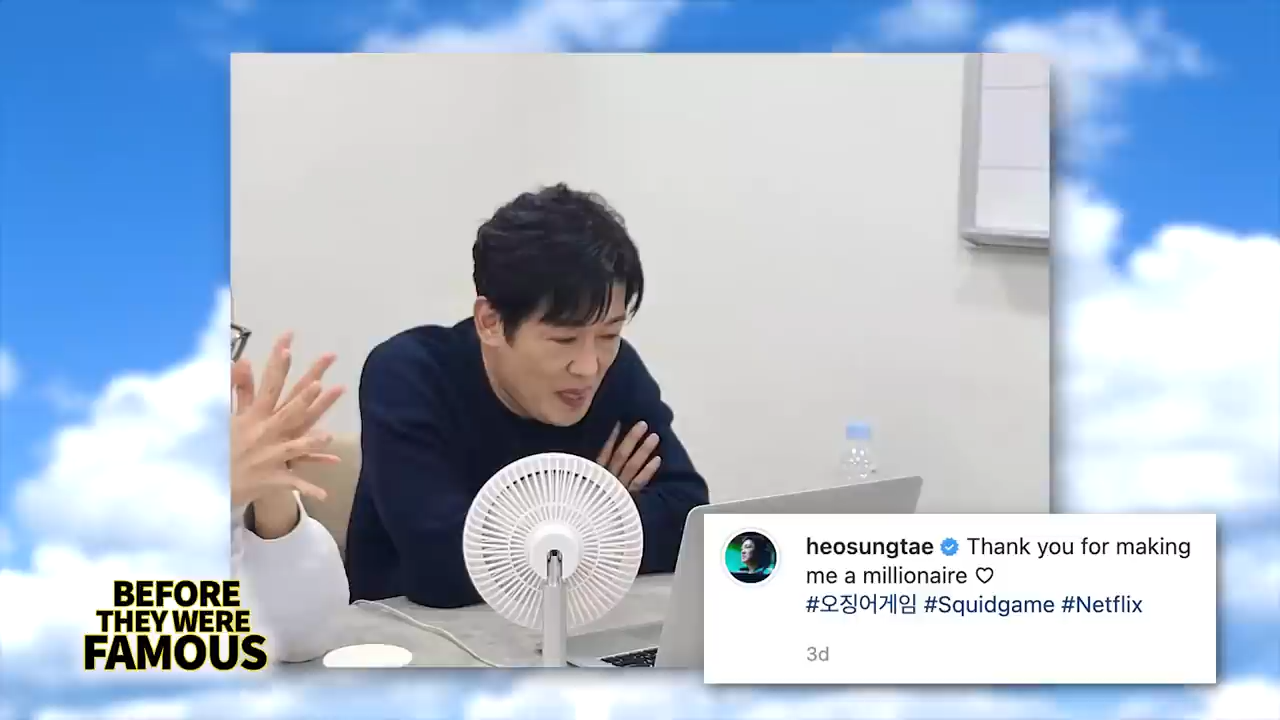 heosungtae Thank you for making
me a millionaire ♡
#오징어게임 #Squidgame #Netflix
3d
BEFORE
THEY WERE
FAMOUS